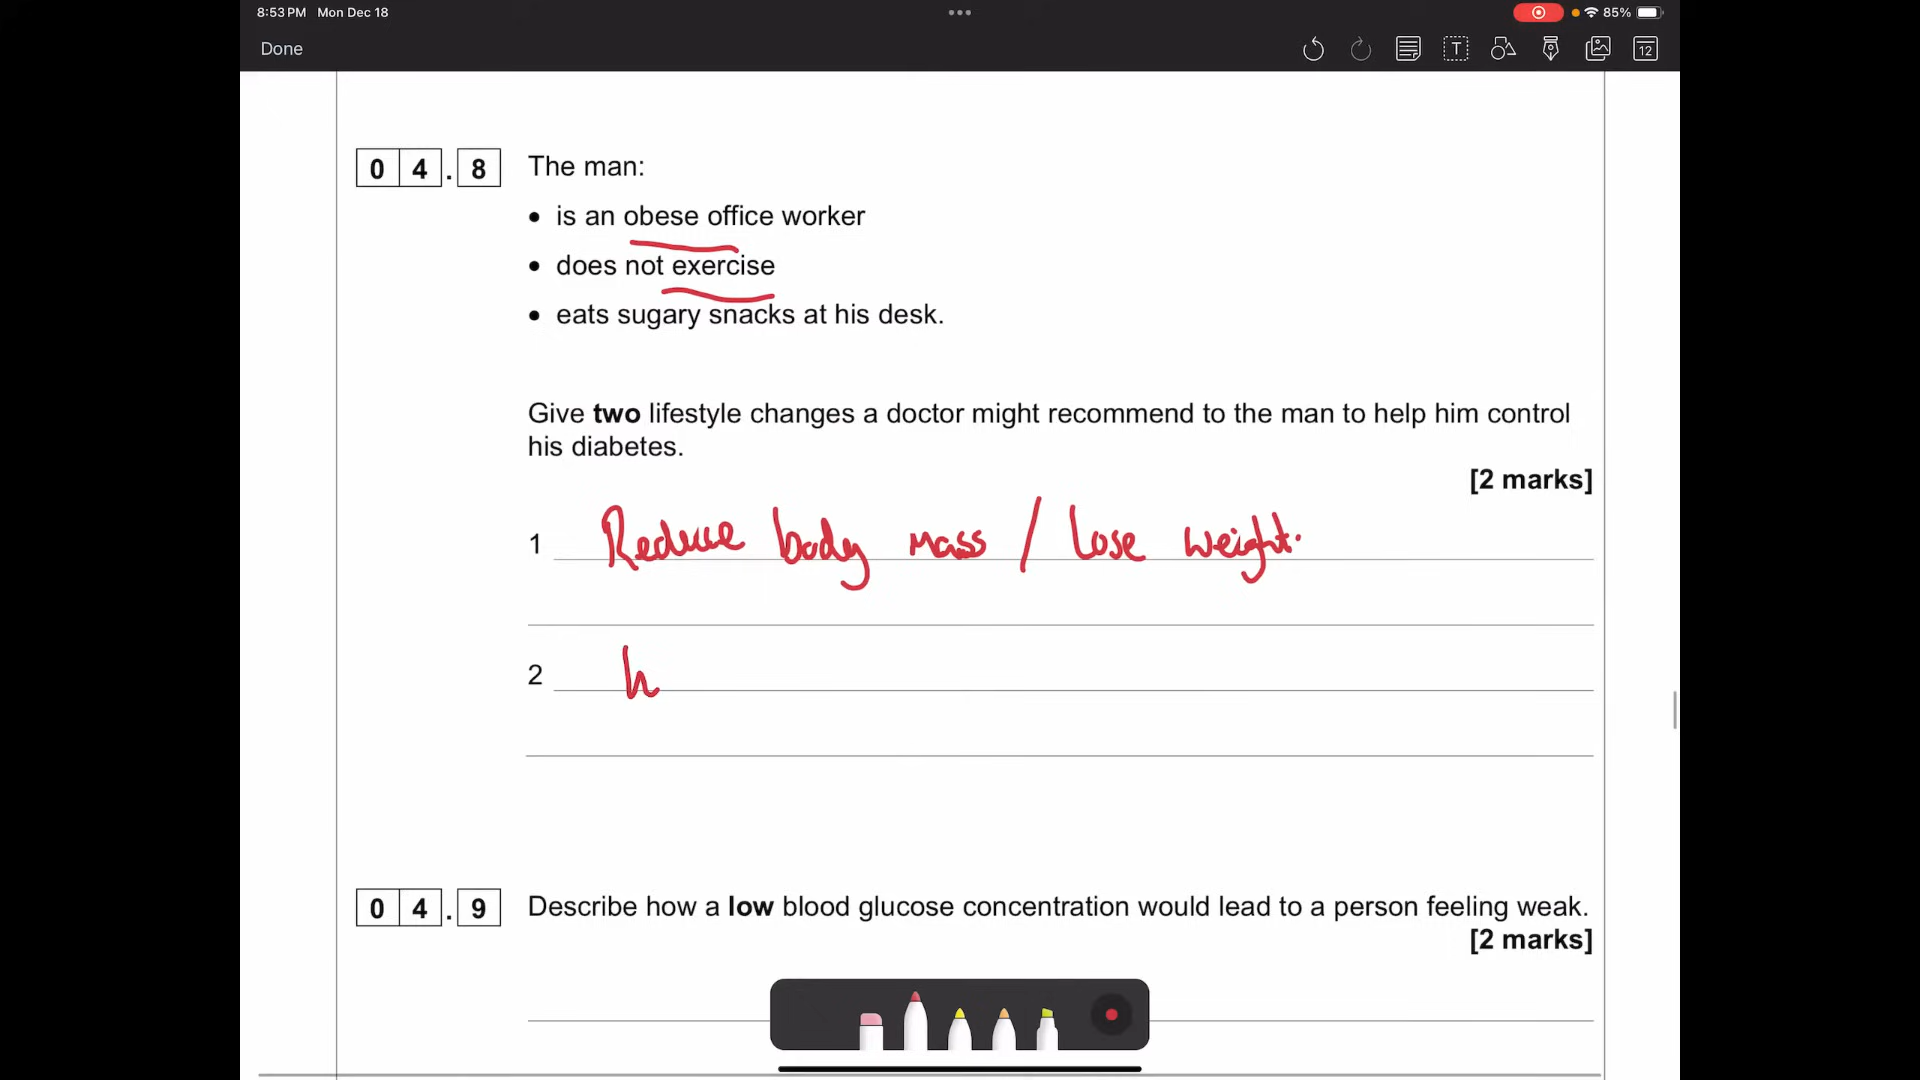 8:53 PM Mon Dec 18
85%
Done
T
12
0 4 . 8 The man:
• is an obese office worker
• does not exercise
• eats sugary snacks at his desk.
Give two lifestyle changes a doctor might recommend to the man to help him control
his diabetes.
[2 marks]
1 Reduce body mass / Lose weight.
2
0 4 . 9 Describe how a low blood glucose concentration would lead to a person feeling weak.
[2 marks]